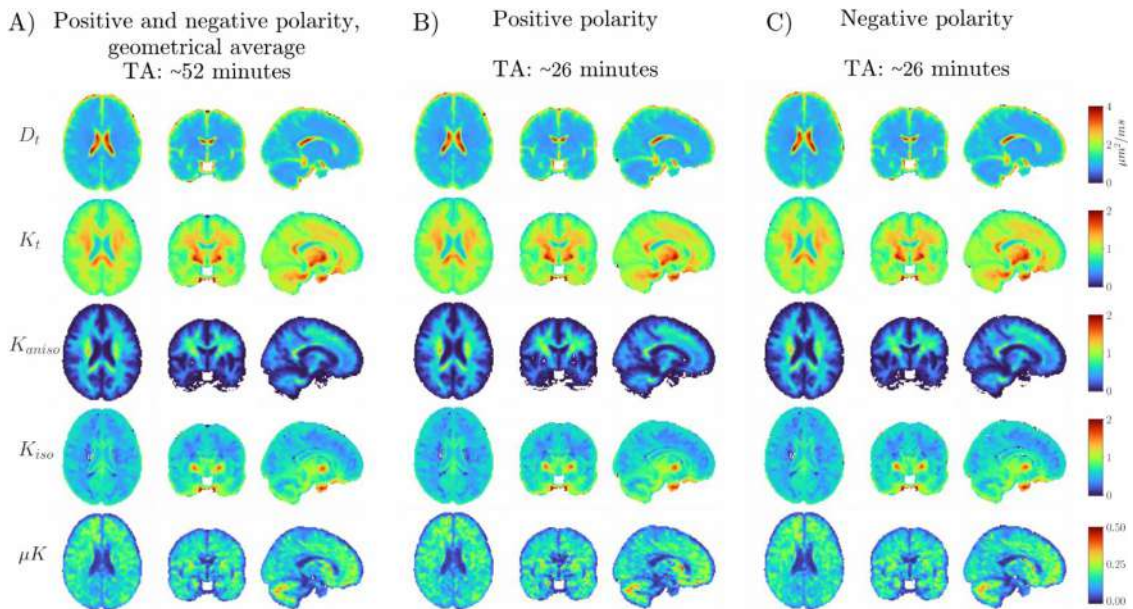 A) Positive and negative polarity,
geometrical average
TA: ~52 minutes
B) Positive polarity
TA: ~26 minutes
C) Negative polarity
TA: ~26 minutes
D_t
4
2
0
μm²/ms
K_t
2
1
0
K_aniso
2
1
0
K_iso
2
1
0
μK
0.50
0.25
0.00